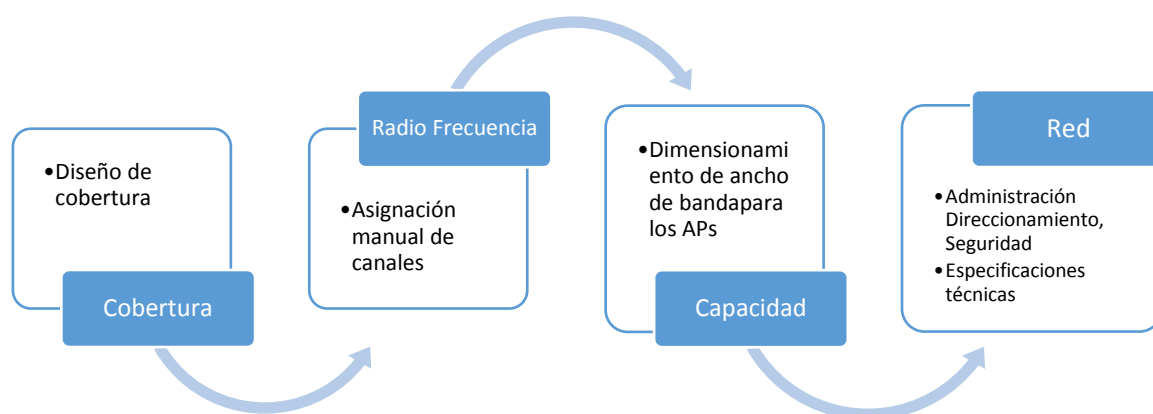 •Diseño de
cobertura
Cobertura
Radio Frecuencia
•Asignación
manual de
canales
•Dimensionami
ento de ancho
de bandapara
los APs
Capacidad
Red
•Administración
Direccionamiento,
Seguridad
•Especificaciones
técnicas